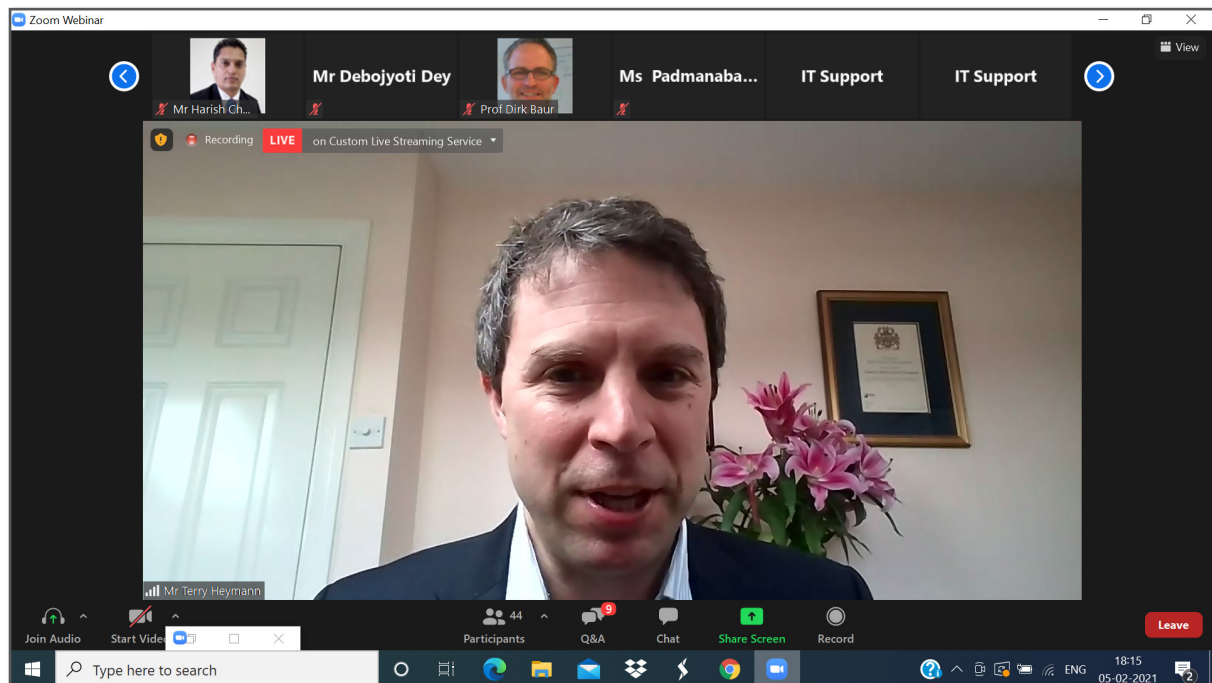 Zoom Webinar
View
Mr Debojyoti Dey
Ms Padmanaba...
IT Support
IT Support
Mr Harish Ch...
Prof Dirk Baur
Recording
LIVE
on Custom Live Streaming Service
Mr Terry Heymann
44
9
Join Audio
Start Vide
Participants
Q&A
Chat
Share Screen
Record
Leave
Type here to search
ENG
18:15
05-02-2021
2